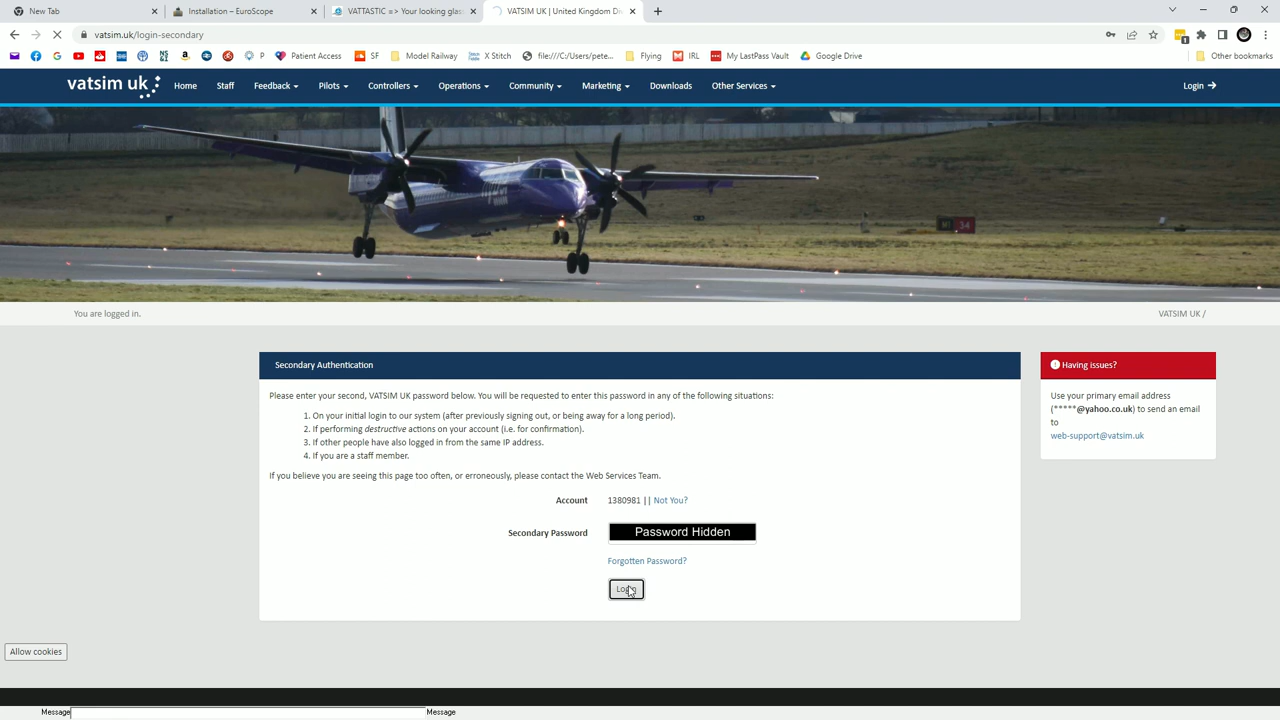 New Tab
Installation – EuroScope
VATTASTIC => Your looking glas
VATSIM UK | United Kingdom Di
vatsim.uk/login-secondary
P
Patient Access
SF
Model Railway
X Stitch
file:///C:/Users/pete...
Flying
IRL
My LastPass Vault
Google Drive
Other bookmarks
vatsim uk
Home
Staff
Feedback
Pilots
Controllers
Operations
Community
Marketing
Downloads
Other Services
Login
34
You are logged in.
VATSIM UK /
Secondary Authentication
Please enter your second, VATSIM UK password below. You will be requested to enter this password in any of the following situations:
1. On your initial login to our system (after previously signing out, or being away for a long period).
2. If performing destructive actions on your account (i.e. for confirmation).
3. If other people have also logged in from the same IP address.
4. If you are a staff member.
If you believe you are seeing this page too often, or erroneously, please contact the Web Services Team.
Account
1380981 || Not You?
Secondary Password
Password Hidden
Forgotten Password?
Login
Having issues?
Use your primary email address
(*****@yahoo.co.uk) to send an email
to
web-support@vatsim.uk
Allow cookies
Message
Message